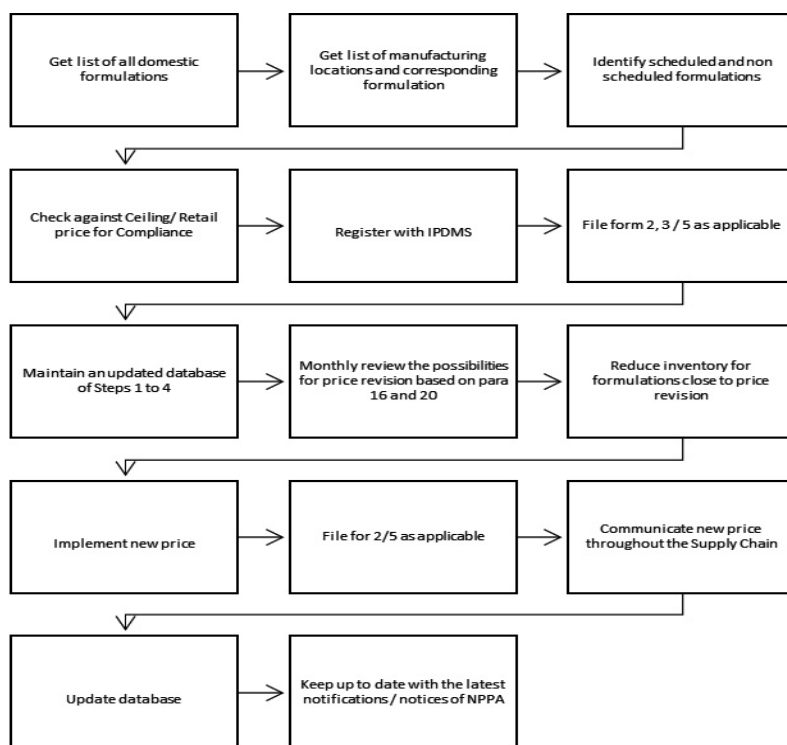 Get list of all domestic
formulations
Get list of manufacturing
locations and corresponding
formulation
Identify scheduled and non
scheduled formulations
Check against Ceiling/ Retail
price for Compliance
Register with IPDMS
File form 2, 3 / 5 as applicable
Maintain an updated database
of Steps 1 to 4
Monthly review the possibilities
for price revision based on para
16 and 20
Reduce inventory for
formulations close to price
revision
Implement new price
File for 2/5 as applicable
Communicate new price
throughout the Supply Chain
Update database
Keep up to date with the latest
notifications/ notices of NPPA